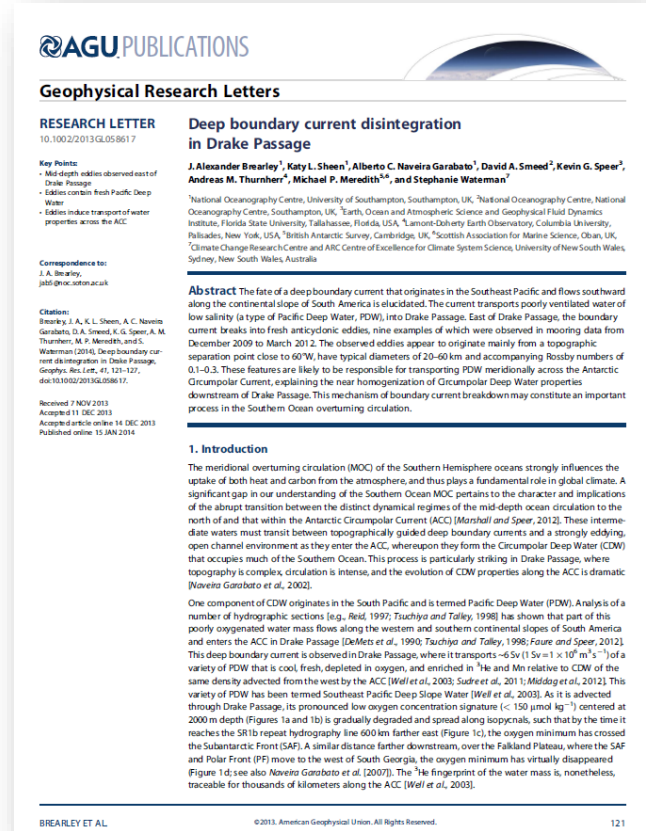 AGU PUBLICATIONS
Geophysical Research Letters
RESEARCH LETTER
10.1002/2013GL058617
Key Points:
• Mid-depth eddies observed east of
Drake Passage
• Eddies contain fresh Pacific Deep
Water
• Eddies induce transport of water
properties across the ACC
Correspondence to:
J. A. Brearley,
jab5@noc.soton.ac.uk
Citation:
Brearley, J. A., K. L. Sheen, A. C. Naveira
Garabato, D. A. Smeed, K. G. Speer, A. M.
Thurnherr, M. P. Meredith, and S.
Waterman (2014), Deep boundary cur-
rent disintegration in Drake Passage,
Geophys. Res. Lett., 41, 121–127,
doi:10.1002/2013GL058617.
Received 7 NOV 2013
Accepted 11 DEC 2013
Accepted article online 14 DEC 2013
Published online 15 JAN 2014
Deep boundary current disintegration
in Drake Passage
J. Alexander Brearley1, Katy L. Sheen1, Alberto C. Naveira Garabato1, David A. Smeed2, Kevin G. Speer3,
Andreas M. Thurnherr4, Michael P. Meredith5,6, and Stephanie Waterman7
1National Oceanography Centre, University of Southampton, Southampton, UK, 2National Oceanography Centre, National
Oceanography Centre, Southampton, UK, 3Earth, Ocean and Atmospheric Science and Geophysical Fluid Dynamics
Institute, Florida State University, Tallahassee, Florida, USA, 4Lamont-Doherty Earth Observatory, Columbia University,
Palisades, New York, USA, 5British Antarctic Survey, Cambridge, UK, 6Scottish Association for Marine Science, Oban, UK,
7Climate Change Research Centre and ARC Centre of Excellence for Climate System Science, University of New South Wales,
Sydney, New South Wales, Australia
Abstract The fate of a deep boundary current that originates in the Southeast Pacific and flows southward
along the continental slope of South America is elucidated. The current transports poorly ventilated water of
low salinity (a type of Pacific Deep Water, PDW), into Drake Passage. East of Drake Passage, the boundary
current breaks into fresh anticyclonic eddies, nine examples of which were observed in mooring data from
December 2009 to March 2012. The observed eddies appear to originate mainly from a topographic
separation point close to 60°W, have typical diameters of 20–60 km and accompanying Rossby numbers of
0.1–0.3. These features are likely to be responsible for transporting PDW meridionally across the Antarctic
Circumpolar Current, explaining the near homogenization of Circumpolar Deep Water properties
downstream of Drake Passage. This mechanism of boundary current breakdown may constitute an important
process in the Southern Ocean overturning circulation.
1. Introduction
The meridional overturning circulation (MOC) of the Southern Hemisphere oceans strongly influences the
uptake of both heat and carbon from the atmosphere, and thus plays a fundamental role in global climate. A
significant gap in our understanding of the Southern Ocean MOC pertains to the character and implications
of the abrupt transition between the distinct dynamical regimes of the mid-depth ocean circulation to the
north of and that within the Antarctic Circumpolar Current (ACC) [Marshall and Speer, 2012]. These interme-
diate waters must transit between topographically guided deep boundary currents and a strongly eddying,
open channel environment as they enter the ACC, whereupon they form the Circumpolar Deep Water (CDW)
that occupies much of the Southern Ocean. This process is particularly striking in Drake Passage, where
topography is complex, circulation is intense, and the evolution of CDW properties along the ACC is dramatic
[Naveira Garabato et al., 2002].
One component of CDW originates in the South Pacific and is termed Pacific Deep Water (PDW). Analysis of a
number of hydrographic sections [e.g., Reid, 1997; Tsuchiya and Talley, 1998] has shown that part of this
poorly oxygenated water mass flows along the western and southern continental slopes of South America
and enters the ACC in Drake Passage [DeMets et al., 1990; Tsuchiya and Talley, 1998; Faure and Speer, 2012].
This deep boundary current is observed in Drake Passage, where it transports ~6 Sv (1 Sv = 1 × 10⁶ m³ s⁻¹) of a
variety of PDW that is cool, fresh, depleted in oxygen, and enriched in ³He and Mn relative to CDW of the
same density advected from the west by the ACC [Well et al., 2003; Sudre et al., 2011; Middag et al., 2012]. This
variety of PDW has been termed Southeast Pacific Deep Slope Water [Well et al., 2003]. As it is advected
through Drake Passage, its pronounced low oxygen concentration signature (< 150 μmol kg⁻¹) centered at
2000 m depth (Figures 1a and 1b) is gradually degraded and spread along isopycnals, such that by the time it
reaches the SR1b repeat hydrography line 600 km farther east (Figure 1c), the oxygen minimum has crossed
the Subantarctic Front (SAF). A similar distance farther downstream, over the Falkland Plateau, where the SAF
and Polar Front (PF) move to the west of South Georgia, the oxygen minimum has virtually disappeared
(Figure 1d; see also Naveira Garabato et al. [2007]). The ³He fingerprint of the water mass is, nonetheless,
traceable for thousands of kilometers along the ACC [Well et al., 2003].
BREARLEY ET AL.
©2013. American Geophysical Union. All Rights Reserved.
121